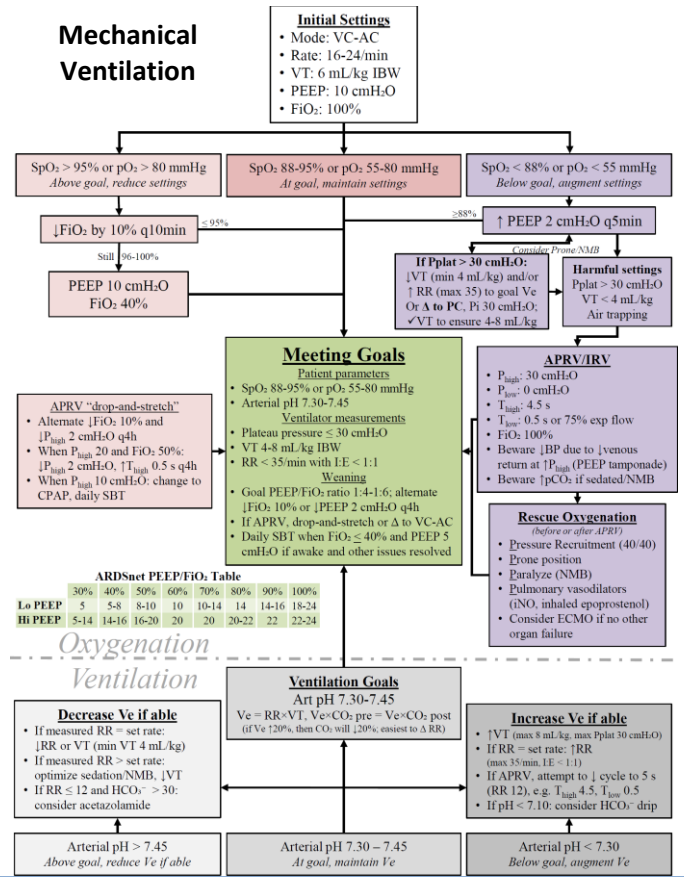 Mechanical
Ventilation
Initial Settings
• Mode: VC-AC
• Rate: 16-24/min
• VT: 6 mL/kg IBW
• PEEP: 10 cmH₂O
• FiO₂: 100%
SpO₂ > 95% or pO₂ > 80 mmHg
Above goal, reduce settings
SpO₂ 88-95% or pO₂ 55-80 mmHg
At goal, maintain settings
SpO₂ < 88% or pO₂ < 55 mmHg
Below goal, augment settings
↓FiO₂ by 10% q10min
≤ 95%
≥88%
↑ PEEP 2 cmH₂O q5min
Still 96-100%
Consider Prone/NMB
PEEP 10 cmH₂O
FiO₂ 40%
If Pplat > 30 cmH₂O:
↓VT (min 4 mL/kg) and/or
↑ RR (max 35) to goal Ve
Or Δ to PC, Pi 30 cmH₂O;
✓VT to ensure 4-8 mL/kg
Harmful settings
Pplat > 30 cmH₂O
VT < 4 mL/kg
Air trapping
Meeting Goals
Patient parameters
• SpO₂ 88-95% or pO₂ 55-80 mmHg
• Arterial pH 7.30-7.45
Ventilator measurements
• Plateau pressure ≤ 30 cmH₂O
• VT 4-8 mL/kg IBW
• RR < 35/min with I:E < 1:1
Weaning
• Goal PEEP/FiO₂ ratio 1:4-1:6; alternate
↓FiO₂ 10% or ↓PEEP 2 cmH₂O q4h
• If APRV, drop-and-stretch or Δ to VC-AC
• Daily SBT when FiO₂ ≤ 40% and PEEP 5
cmH₂O if awake and other issues resolved
APRV "drop-and-stretch"
• Alternate ↓FiO₂ 10% and
↓Phigh 2 cmH₂O q4h
• When Phigh 20 and FiO₂ 50%:
↓Phigh 2 cmH₂O, ↑Thigh 0.5 s q4h
• When Phigh 10 cmH₂O: change to
CPAP, daily SBT
APRV/IRV
• Phigh: 30 cmH₂O
• Plow: 0 cmH₂O
• Thigh: 4.5 s
• Tlow: 0.5 s or 75% exp flow
• FiO₂ 100%
• Beware ↓BP due to ↓venous
return at ↑Phigh (PEEP tamponade)
• Beware ↑pCO₂ if sedated/NMB
Rescue Oxygenation
(before or after APRV)
• Pressure Recruitment (40/40)
• Prone position
• Paralyze (NMB)
• Pulmonary vasodilators
(iNO, inhaled epoprostenol)
• Consider ECMO if no other
organ failure
ARDSnet PEEP/FiO₂ Table
30% 40% 50% 60% 70% 80% 90% 100%
Lo PEEP 5 5-8 8-10 10 10-14 14 14-16 18-24
Hi PEEP 5-14 14-16 16-20 20 20 20-22 22 22-24
Oxygenation
Ventilation
Ventilation Goals
Art pH 7.30-7.45
Ve = RR×VT, Ve×CO₂ pre = Ve×CO₂ post
(if Ve ↑20%, then CO₂ will ↓20%; easiest to Δ RR)
Decrease Ve if able
• If measured RR = set rate:
↓RR or VT (min VT 4 mL/kg)
• If measured RR > set rate:
optimize sedation/NMB, ↓VT
• If RR ≤ 12 and HCO₃⁻ > 30:
consider acetazolamide
Increase Ve if able
• ↑VT (max 8 mL/kg, max Pplat 30 cmH₂O)
• If RR = set rate: ↑RR
(max 35/min, I:E < 1:1)
• If APRV, attempt to ↓ cycle to 5 s
(RR 12), e.g. Thigh 4.5, Tlow 0.5
• If pH < 7.10: consider HCO₃⁻ drip
Arterial pH > 7.45
Above goal, reduce Ve if able
Arterial pH 7.30 – 7.45
At goal, maintain Ve
Arterial pH < 7.30
Below goal, augment Ve